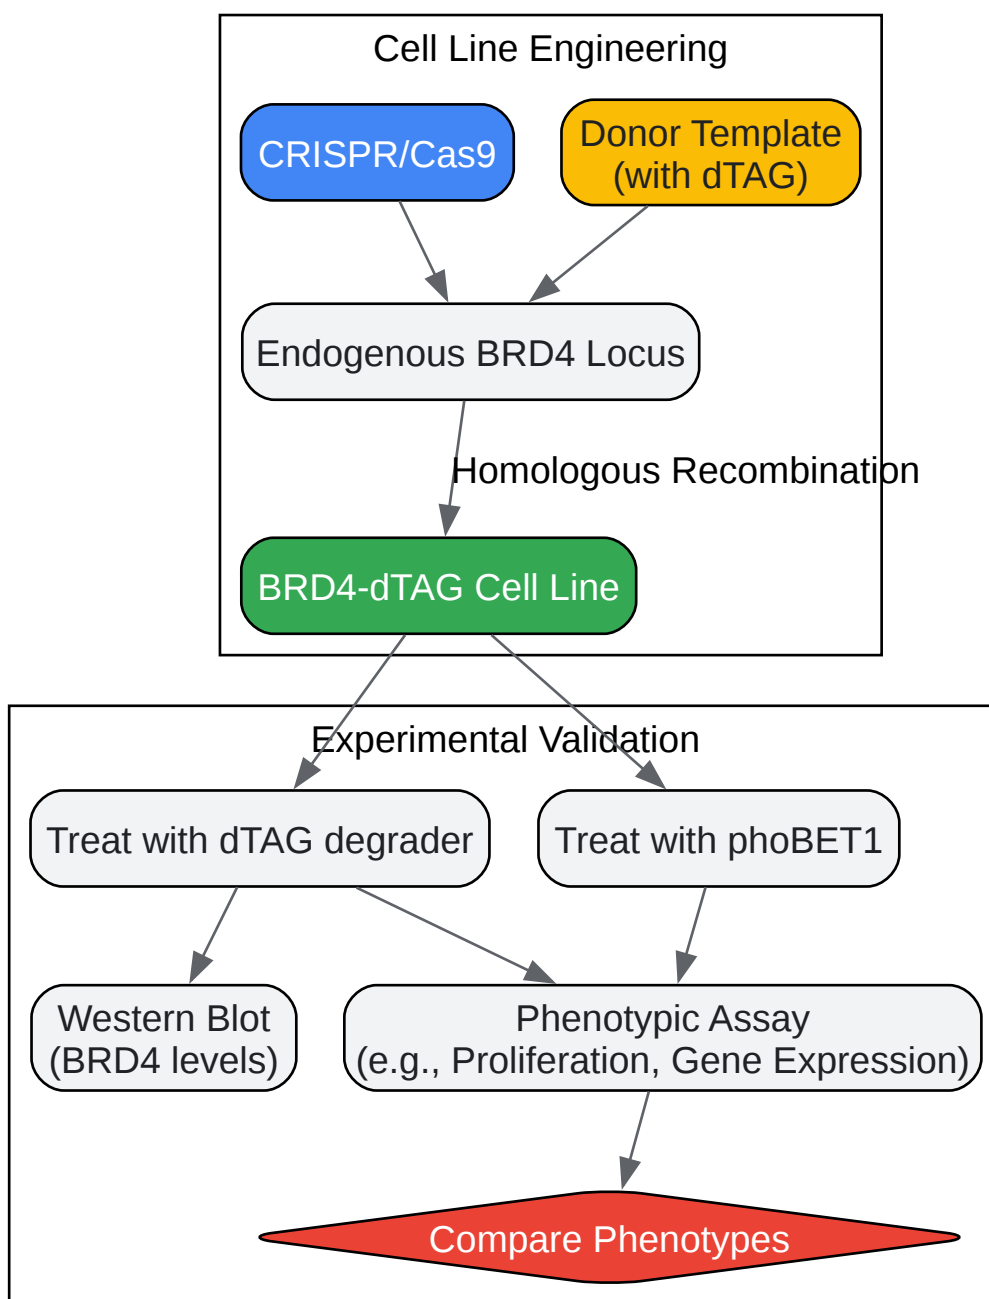 Cell Line Engineering
CRISPR/Cas9
Donor Template
(with dTAG)
Endogenous BRD4 Locus
Homologous Recombination
BRD4-dTAG Cell Line
Experimental Validation
Treat with dTAG degrader
Treat with phoBET1
Western Blot
(BRD4 levels)
Phenotypic Assay
(e.g., Proliferation, Gene Expression)
Compare Phenotypes